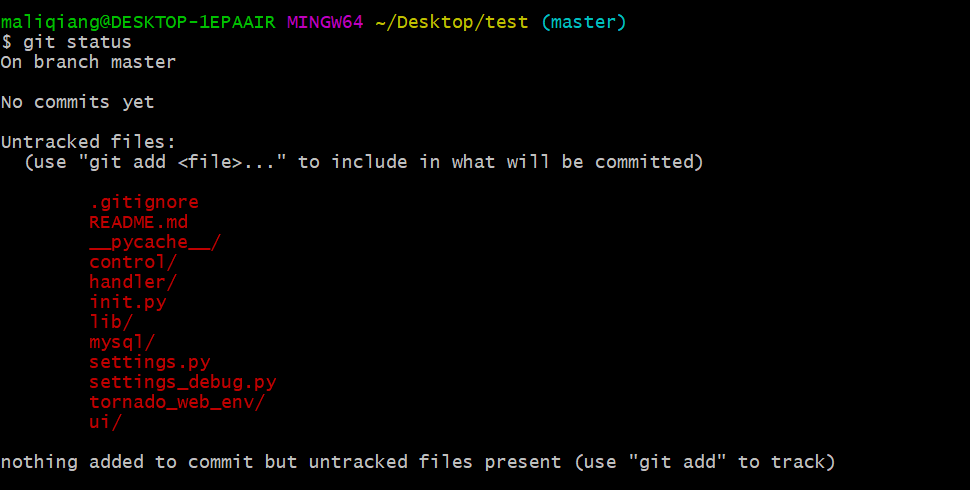 maliqiang@DESKTOP-1EPAAIR MINGW64 ~/Desktop/test (master)
$ git status
On branch master
No commits yet
Untracked files:
(use "git add <file>..." to include in what will be committed)
.gitignore
README.md
__pycache__/
control/
handler/
init.py
lib/
mysql/
settings.py
settings_debug.py
tornado_web_env/
ui/
nothing added to commit but untracked files present (use "git add" to track)